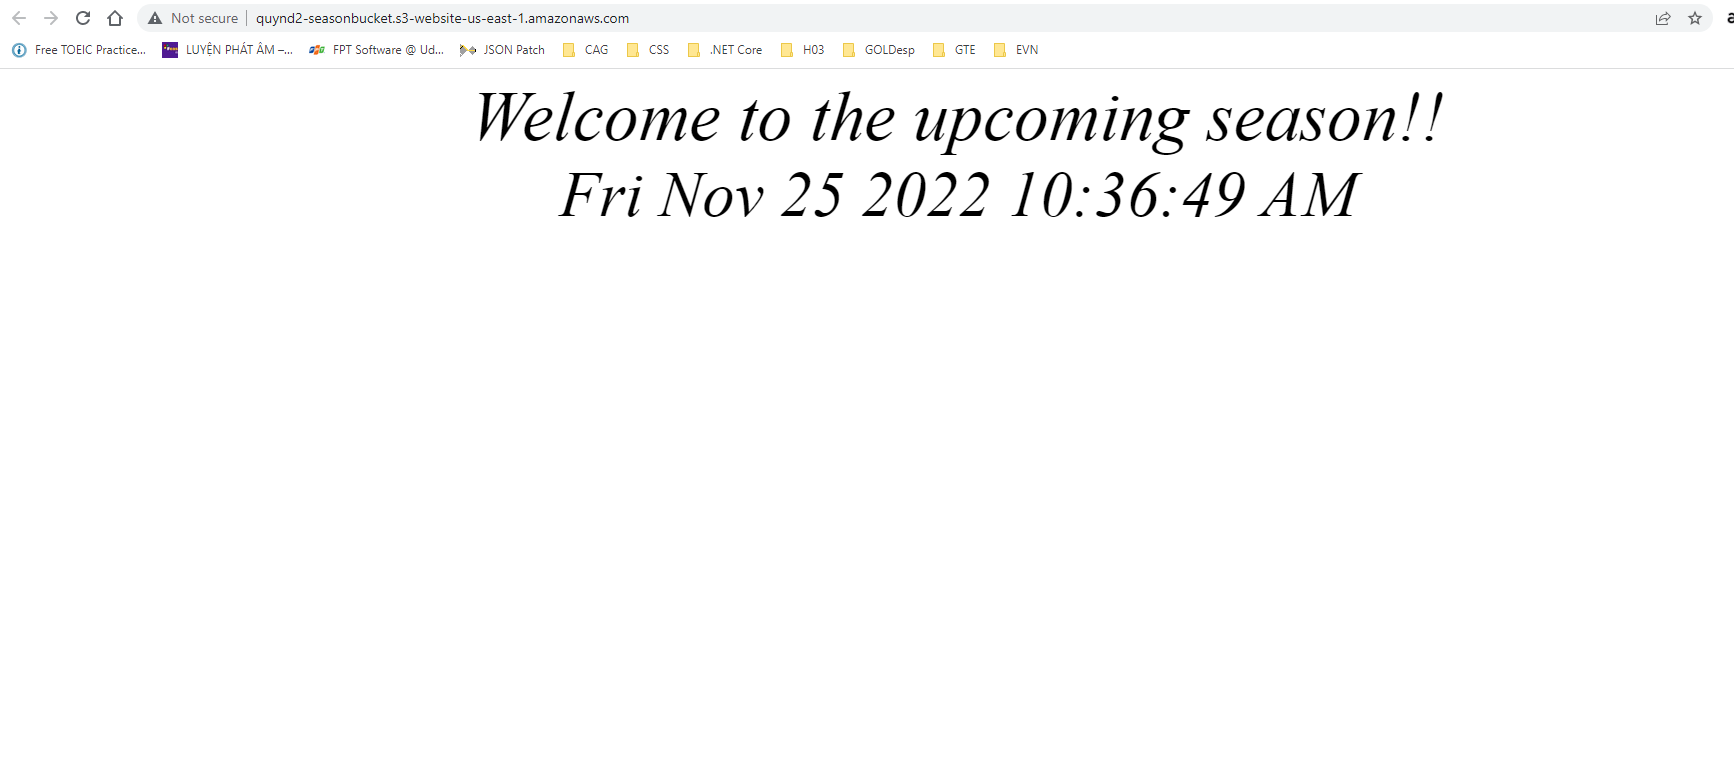 Not secure quynd2-seasonbucket.s3-website-us-east-1.amazonaws.com
Free TOEIC Practice... LUYỆN PHÁT ÂM –... FPT Software @ Ud... JSON Patch CAG CSS .NET Core H03 GOLDesp GTE EVN
Welcome to the upcoming season!!
Fri Nov 25 2022 10:36:49 AM